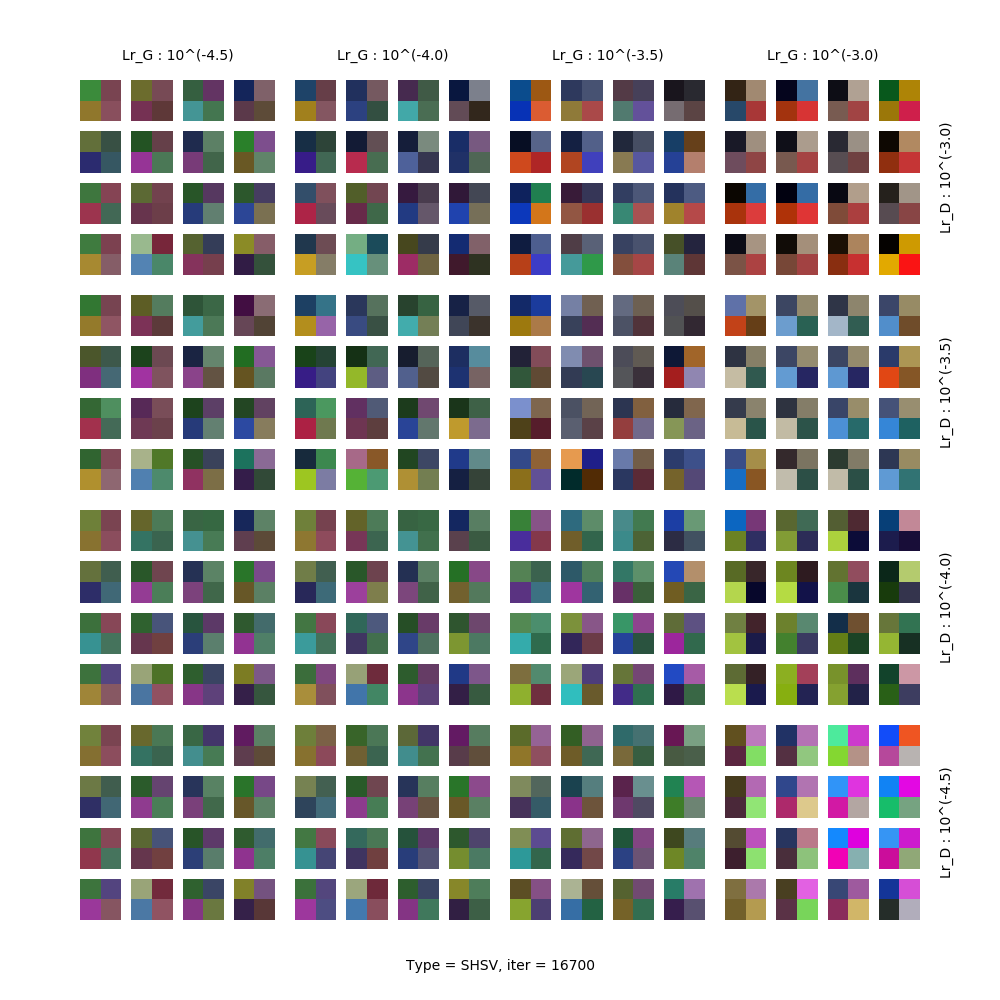 Lr_G : 10^(-4.5)
Lr_G : 10^(-4.0)
Lr_G : 10^(-3.5)
Lr_G : 10^(-3.0)
Lr_D : 10^(-3.0)
Lr_D : 10^(-3.5)
Lr_D : 10^(-4.0)
Lr_D : 10^(-4.5)
Type = SHSV, iter = 16700